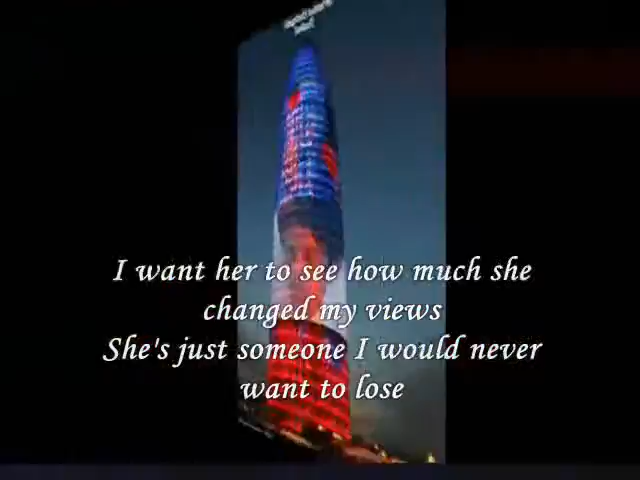 I want her to see how much she
changed my views
She's just someone I would never
want to lose